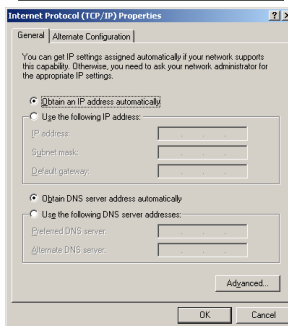 Internet Protocol (TCP/IP) Properties
General
Alternate Configuration
You can get IP settings assigned automatically if your network supports
this capability. Otherwise, you need to ask your network administrator for
the appropriate IP settings.
Obtain an IP address automatically
Use the following IP address:
IP address:
Subnet mask:
Default gateway:
Obtain DNS server address automatically
Use the following DNS server addresses:
Preferred DNS server:
Alternate DNS server:
Advanced...
OK
Cancel